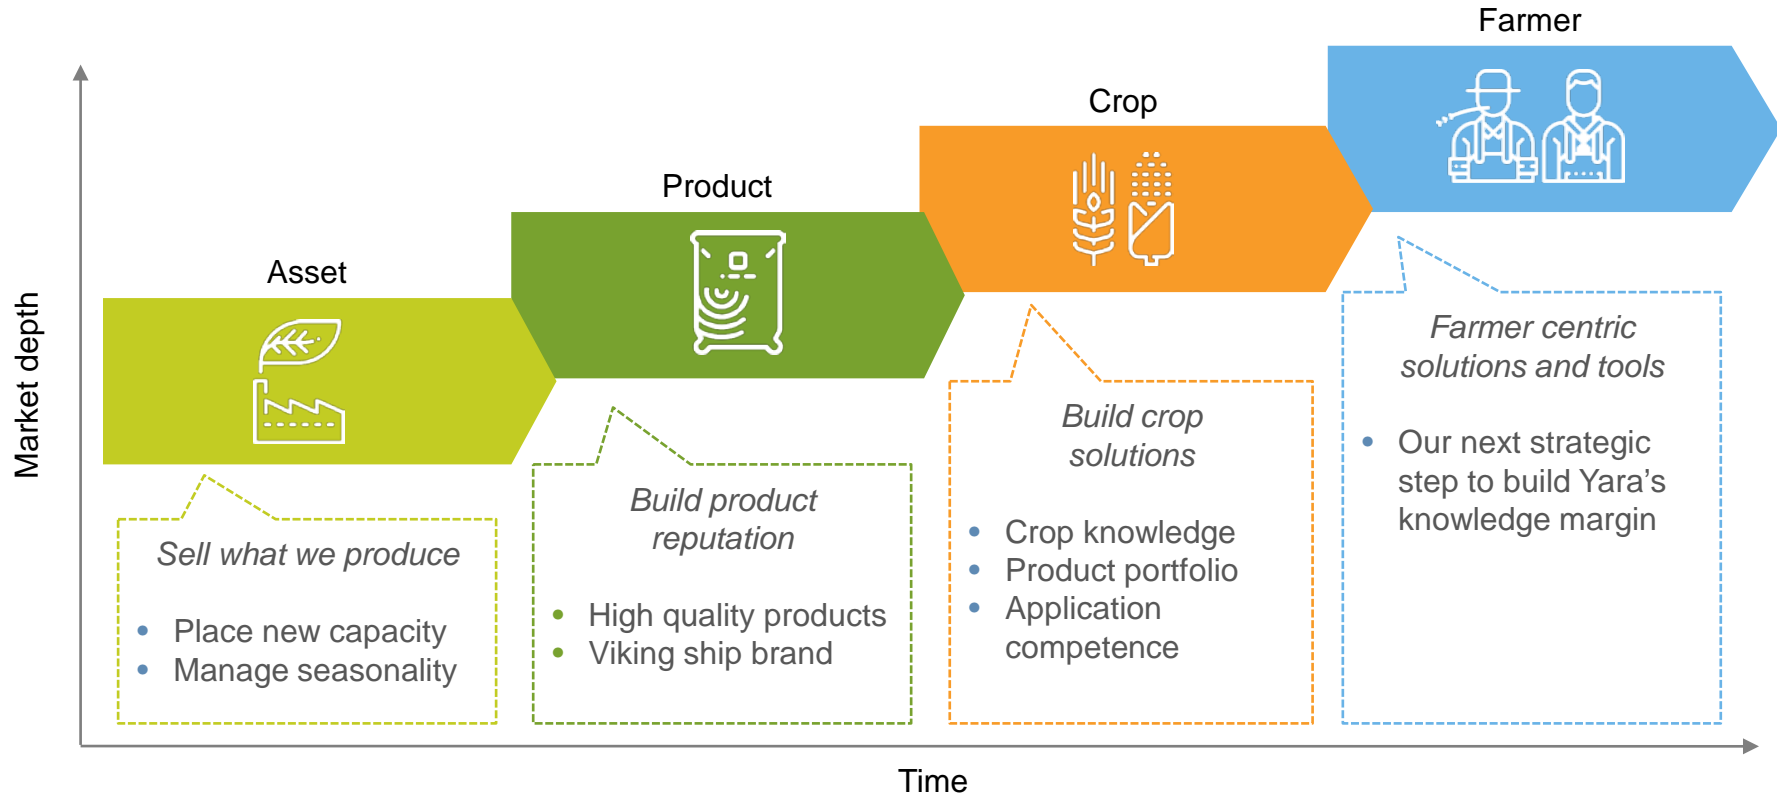 Farmer
Crop
Product
Asset
Market depth
Sell what we produce
• Place new capacity
• Manage seasonality
Build product
reputation
• High quality products
• Viking ship brand
Build crop
solutions
• Crop knowledge
• Product portfolio
• Application
competence
Farmer centric
solutions and tools
• Our next strategic
step to build Yara’s
knowledge margin
Time